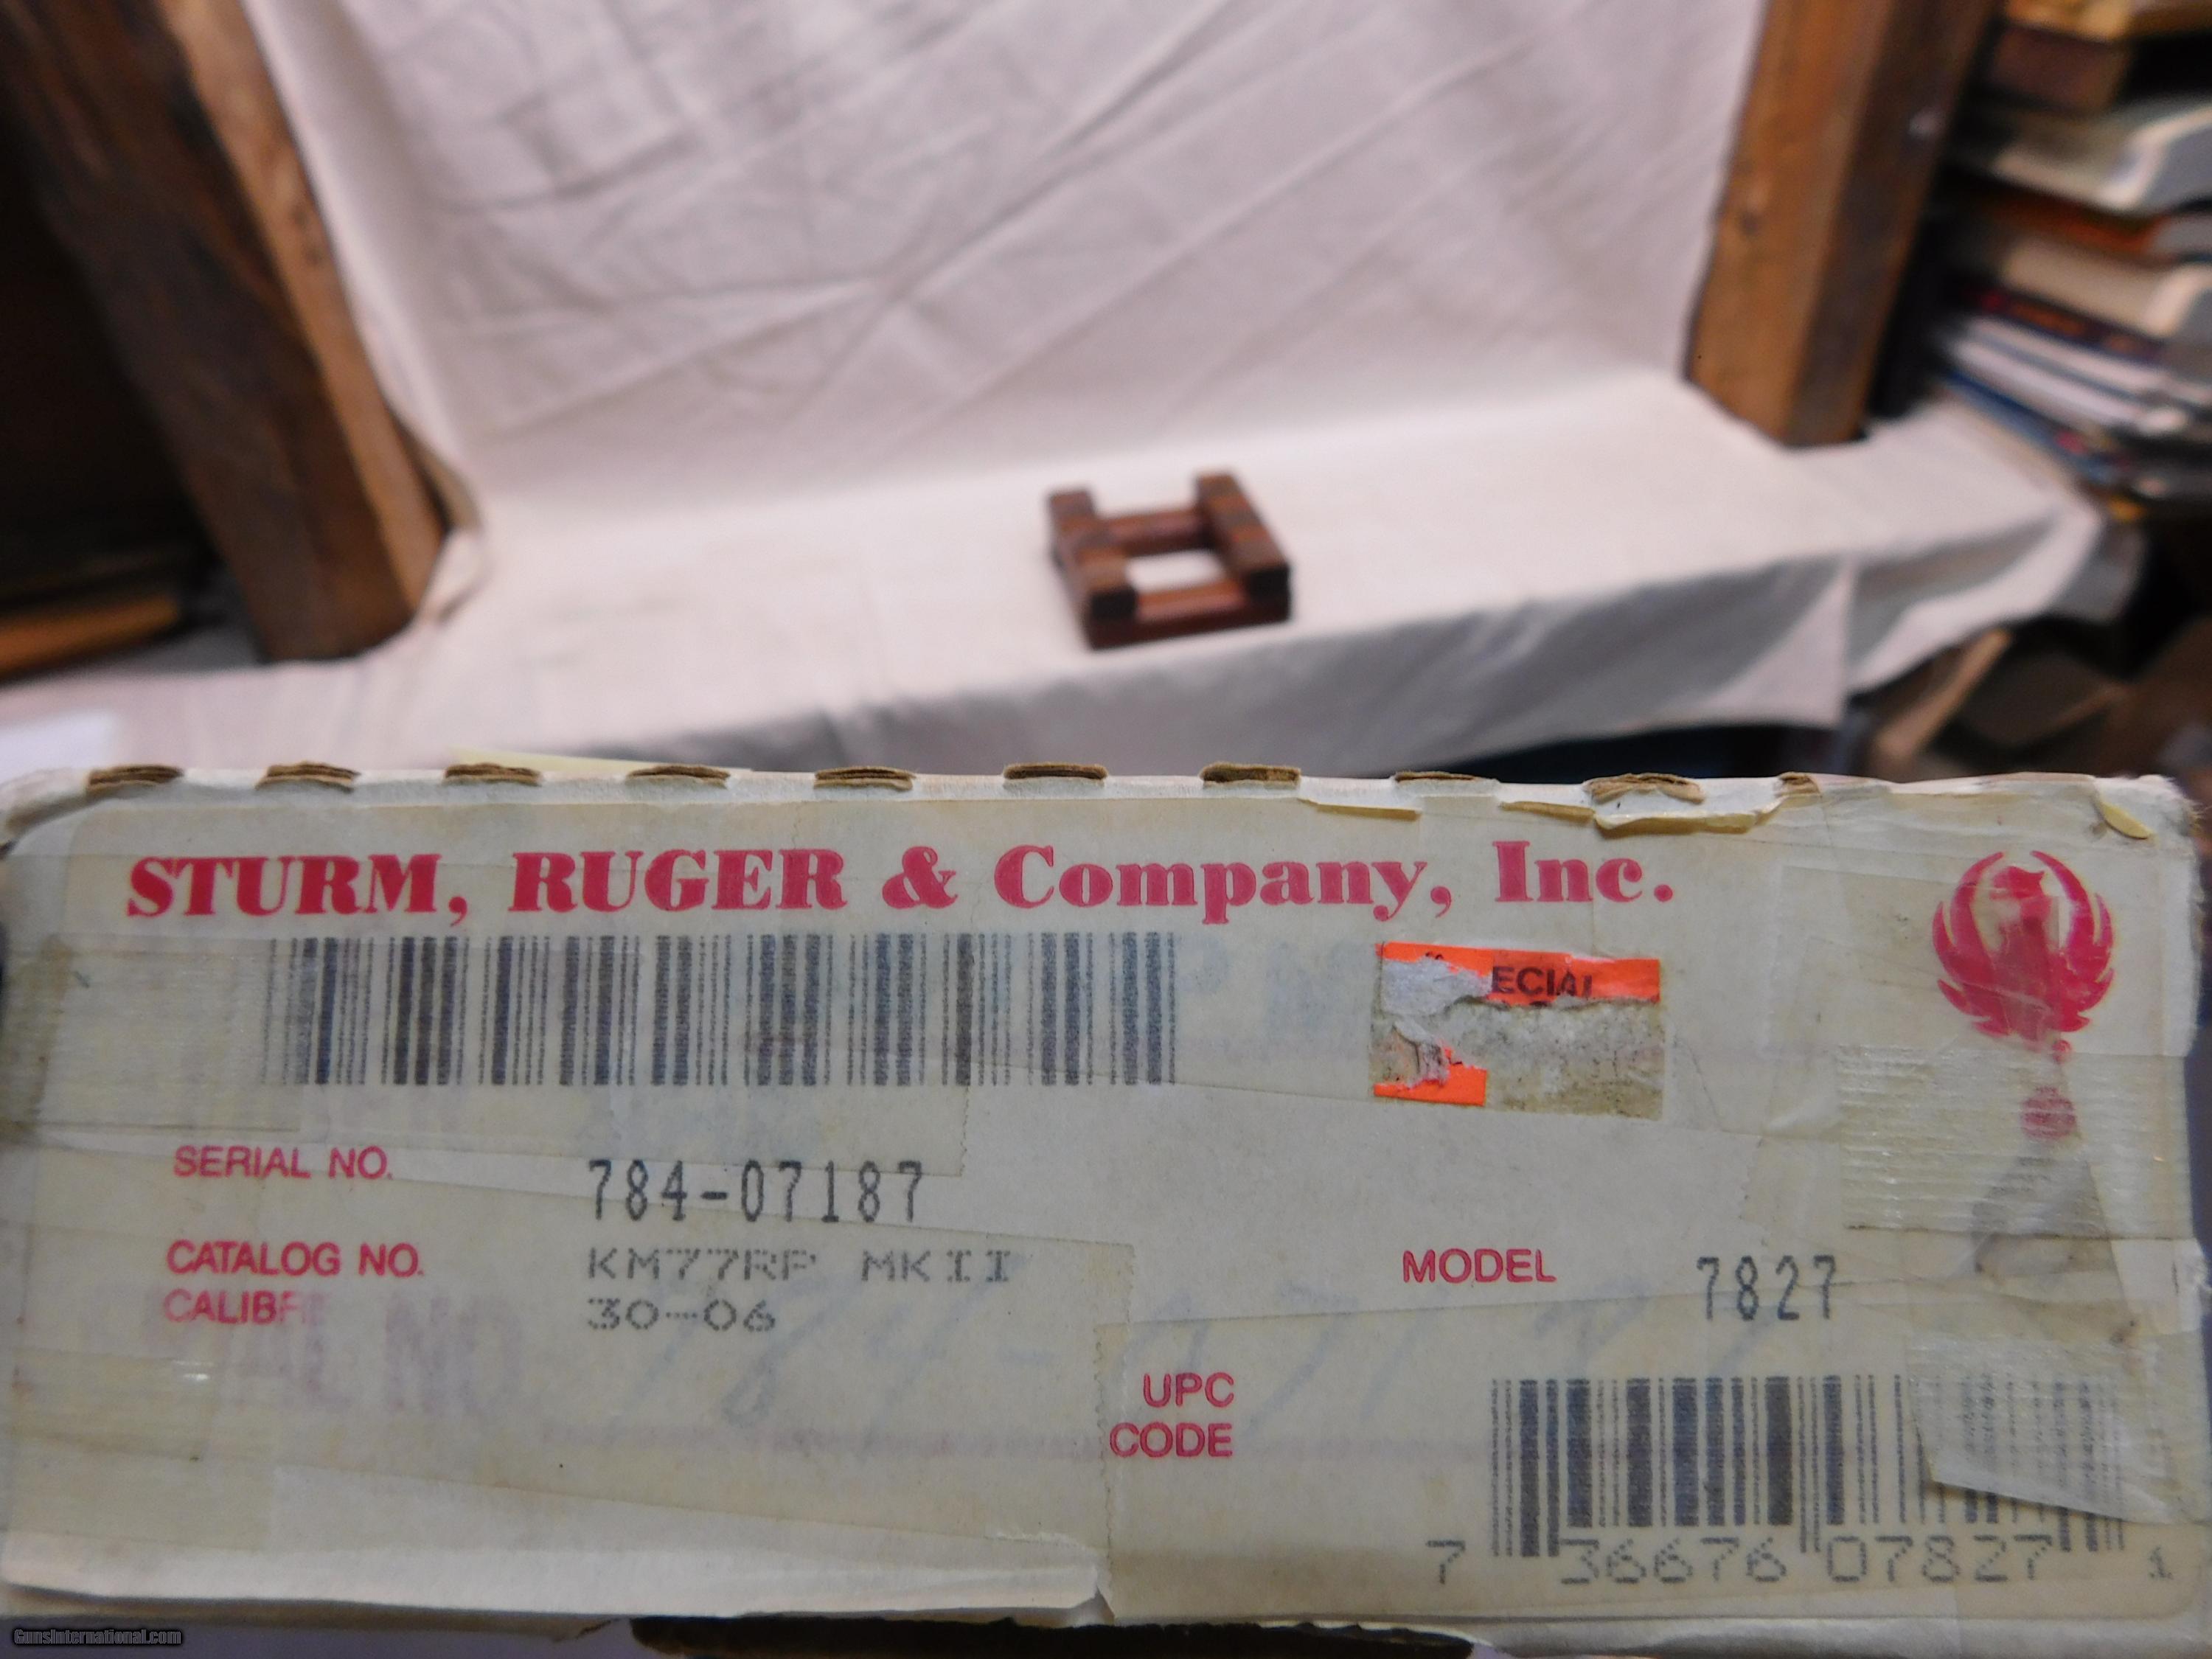 STURM, RUGER & Company, Inc.
ECIAL
SERIAL NO. 784-07187
CATALOG NO. KM77RP MKII
CALIBRE 30-06
MODEL 7827
UPC
CODE
7 36676 07827 1
GunsInternational.com